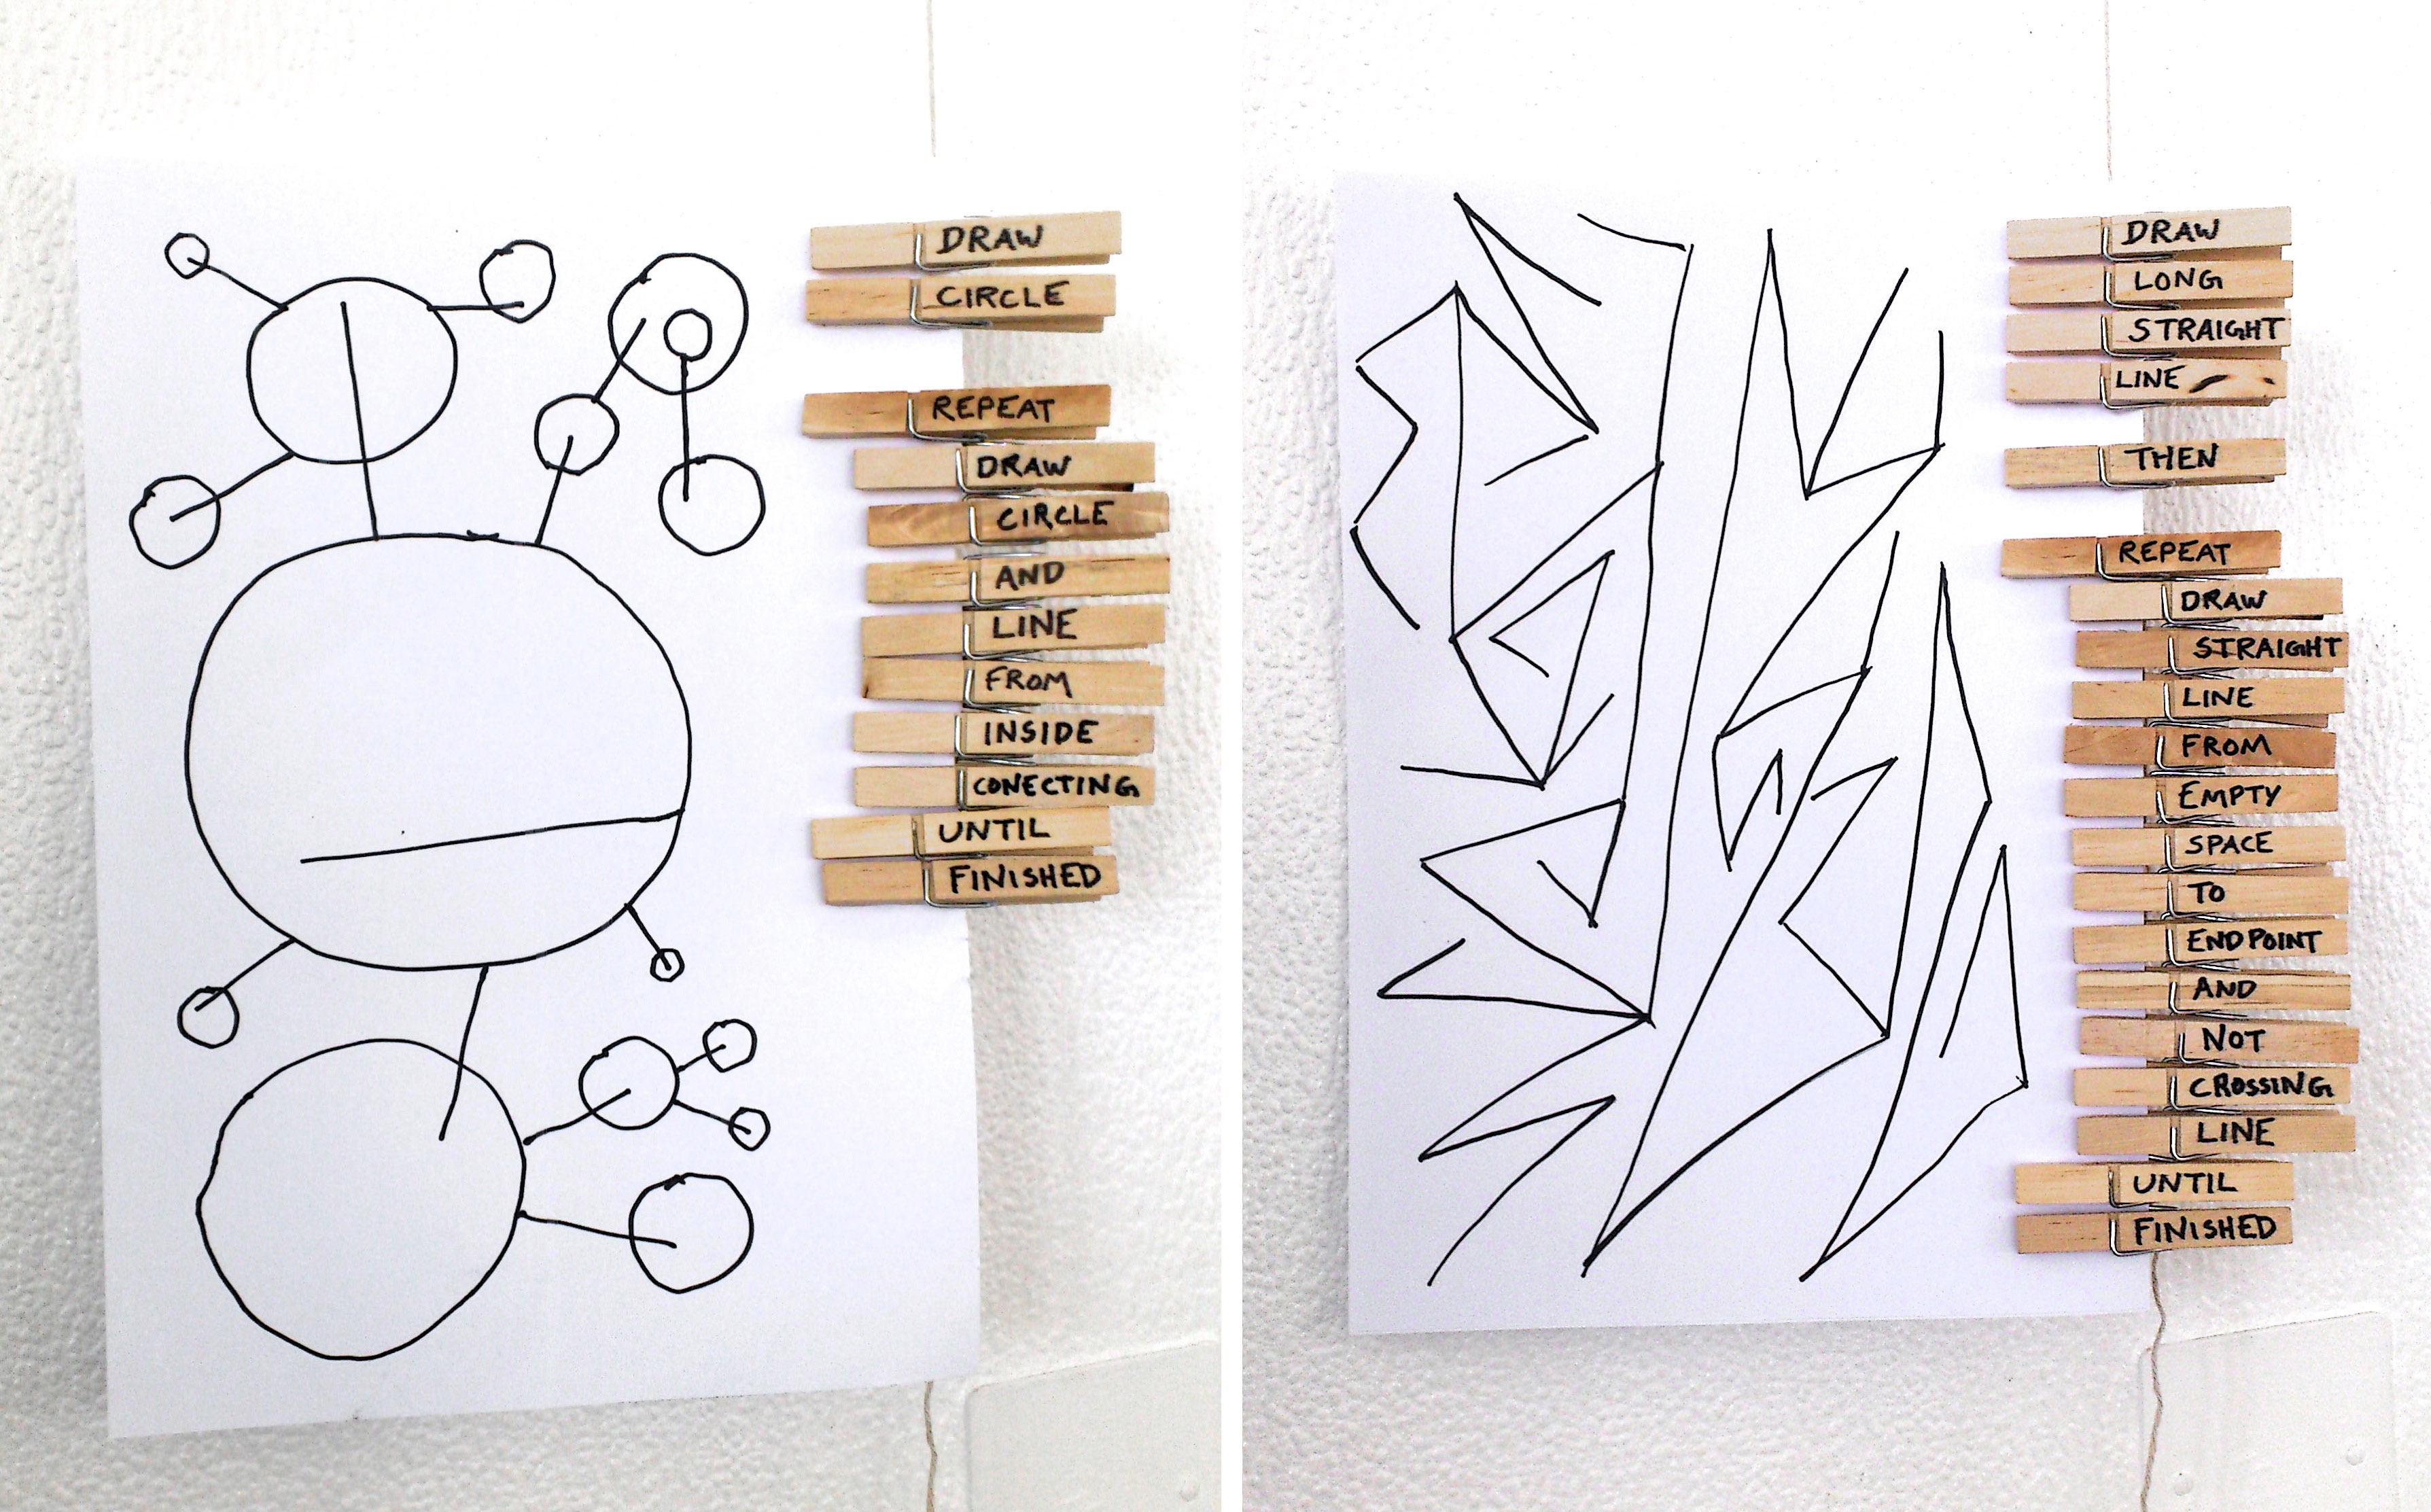 DRAW
CIRCLE
REPEAT
DRAW
CIRCLE
AND
LINE
FROM
INSIDE
CONECTING
UNTIL
FINISHED
DRAW
LONG
STRAIGHT
LINE
THEN
REPEAT
DRAW
STRAIGHT
LINE
FROM
EMPTY
SPACE
TO
ENDPOINT
AND
NOT
CROSSING
LINE
UNTIL
FINISHED